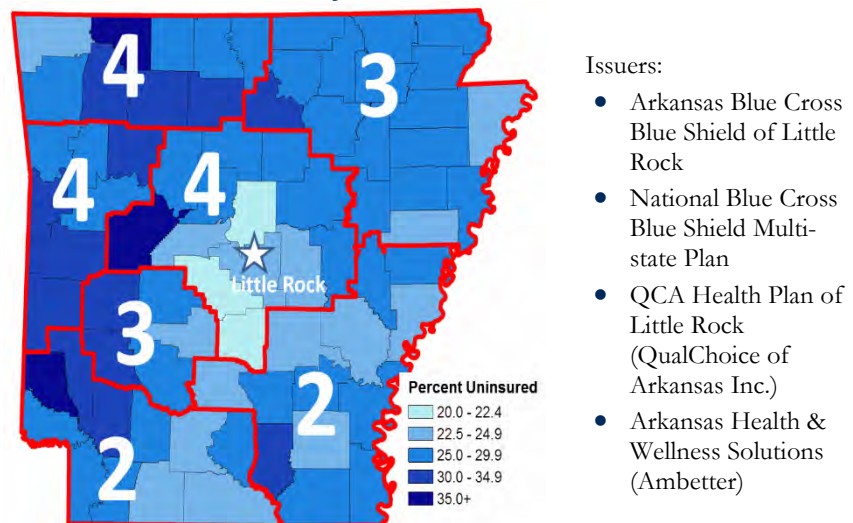 4
3
4
4
Little Rock
3
2
2
Percent Uninsured
20.0 - 22.4
22.5 - 24.9
25.0 - 29.9
30.0 - 34.9
35.0+
Issuers:
• Arkansas Blue Cross
Blue Shield of Little
Rock
• National Blue Cross
Blue Shield Multi-
state Plan
• QCA Health Plan of
Little Rock
(QualChoice of
Arkansas Inc.)
• Arkansas Health &
Wellness Solutions
(Ambetter)